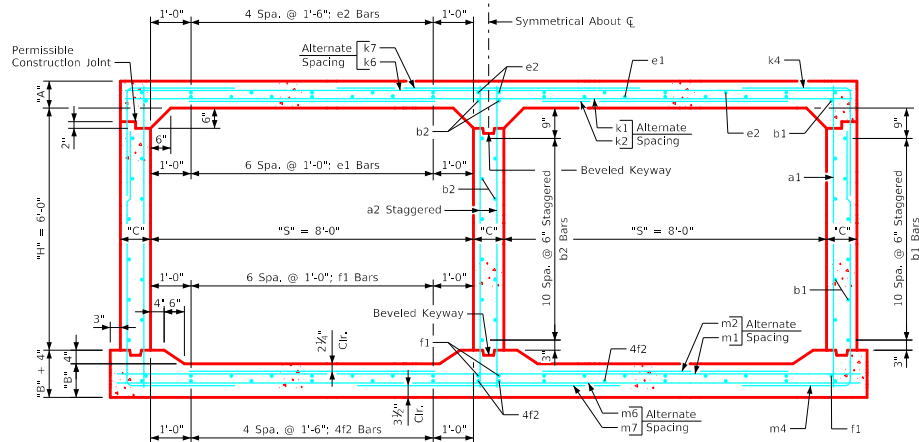 1'-0"
4 Spa. @ 1'-6"; e2 Bars
1'-0"
Symmetrical About ℄
Permissible
Construction Joint
Alternate
Spacing
k7
k6
e2
e1
k4
"A"
2"
6"
6"
b2
k1
k2
Alternate
Spacing
e2
b1
9"
9"
1'-0"
6 Spa. @ 1'-0"; e1 Bars
1'-0"
Beveled Keyway
b2
a1
a2 Staggered
"H" = 6'-0"
"C"
"S" = 8'-0"
"C"
"S" = 8'-0"
"C"
10 Spa. @ 6" Staggered
b2 Bars
10 Spa. @ 6" Staggered
b1 Bars
1'-0"
6 Spa. @ 1'-0"; f1 Bars
1'-0"
b1
4"
6"
3"
Beveled Keyway
2¼"
Clr.
f1
m2
m1
Alternate
Spacing
3"
3"
"B" + 4"
4"
"B"
4f2
3½"
Clr.
4f2
m6
m7
Alternate
Spacing
m4
f1
1'-0"
4 Spa. @ 1'-6"; 4f2 Bars
1'-0"